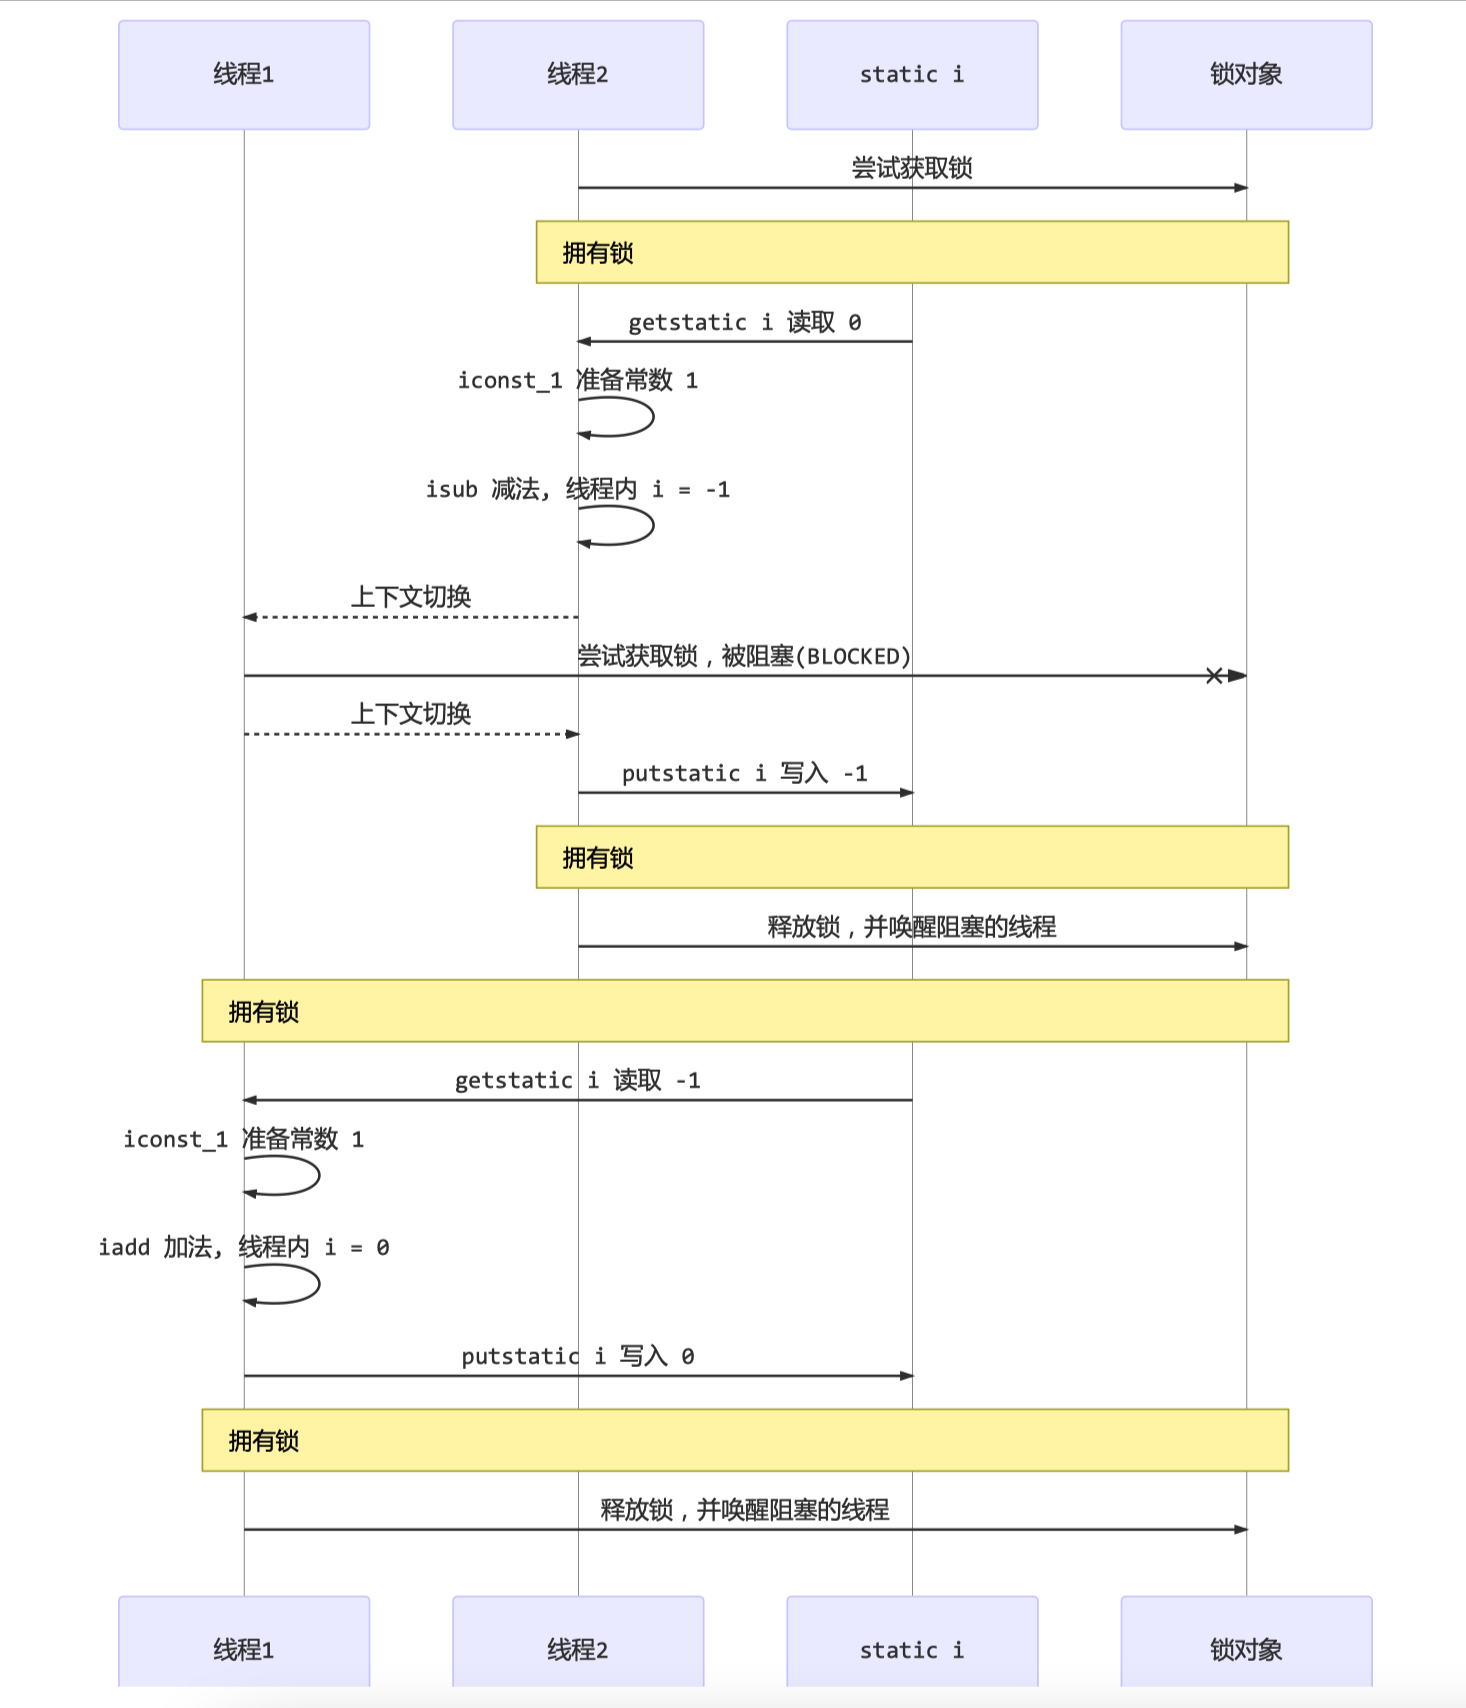 线程1
线程2
static i
锁对象
尝试获取锁
拥有锁
getstatic i 读取 0
iconst_1 准备常数 1
isub 减法, 线程内 i = -1
上下文切换
尝试获取锁，被阻塞(BLOCKED)
上下文切换
putstatic i 写入 -1
拥有锁
释放锁，并唤醒阻塞的线程
拥有锁
getstatic i 读取 -1
iconst_1 准备常数 1
iadd 加法, 线程内 i = 0
putstatic i 写入 0
拥有锁
释放锁，并唤醒阻塞的线程
线程1
线程2
static i
锁对象